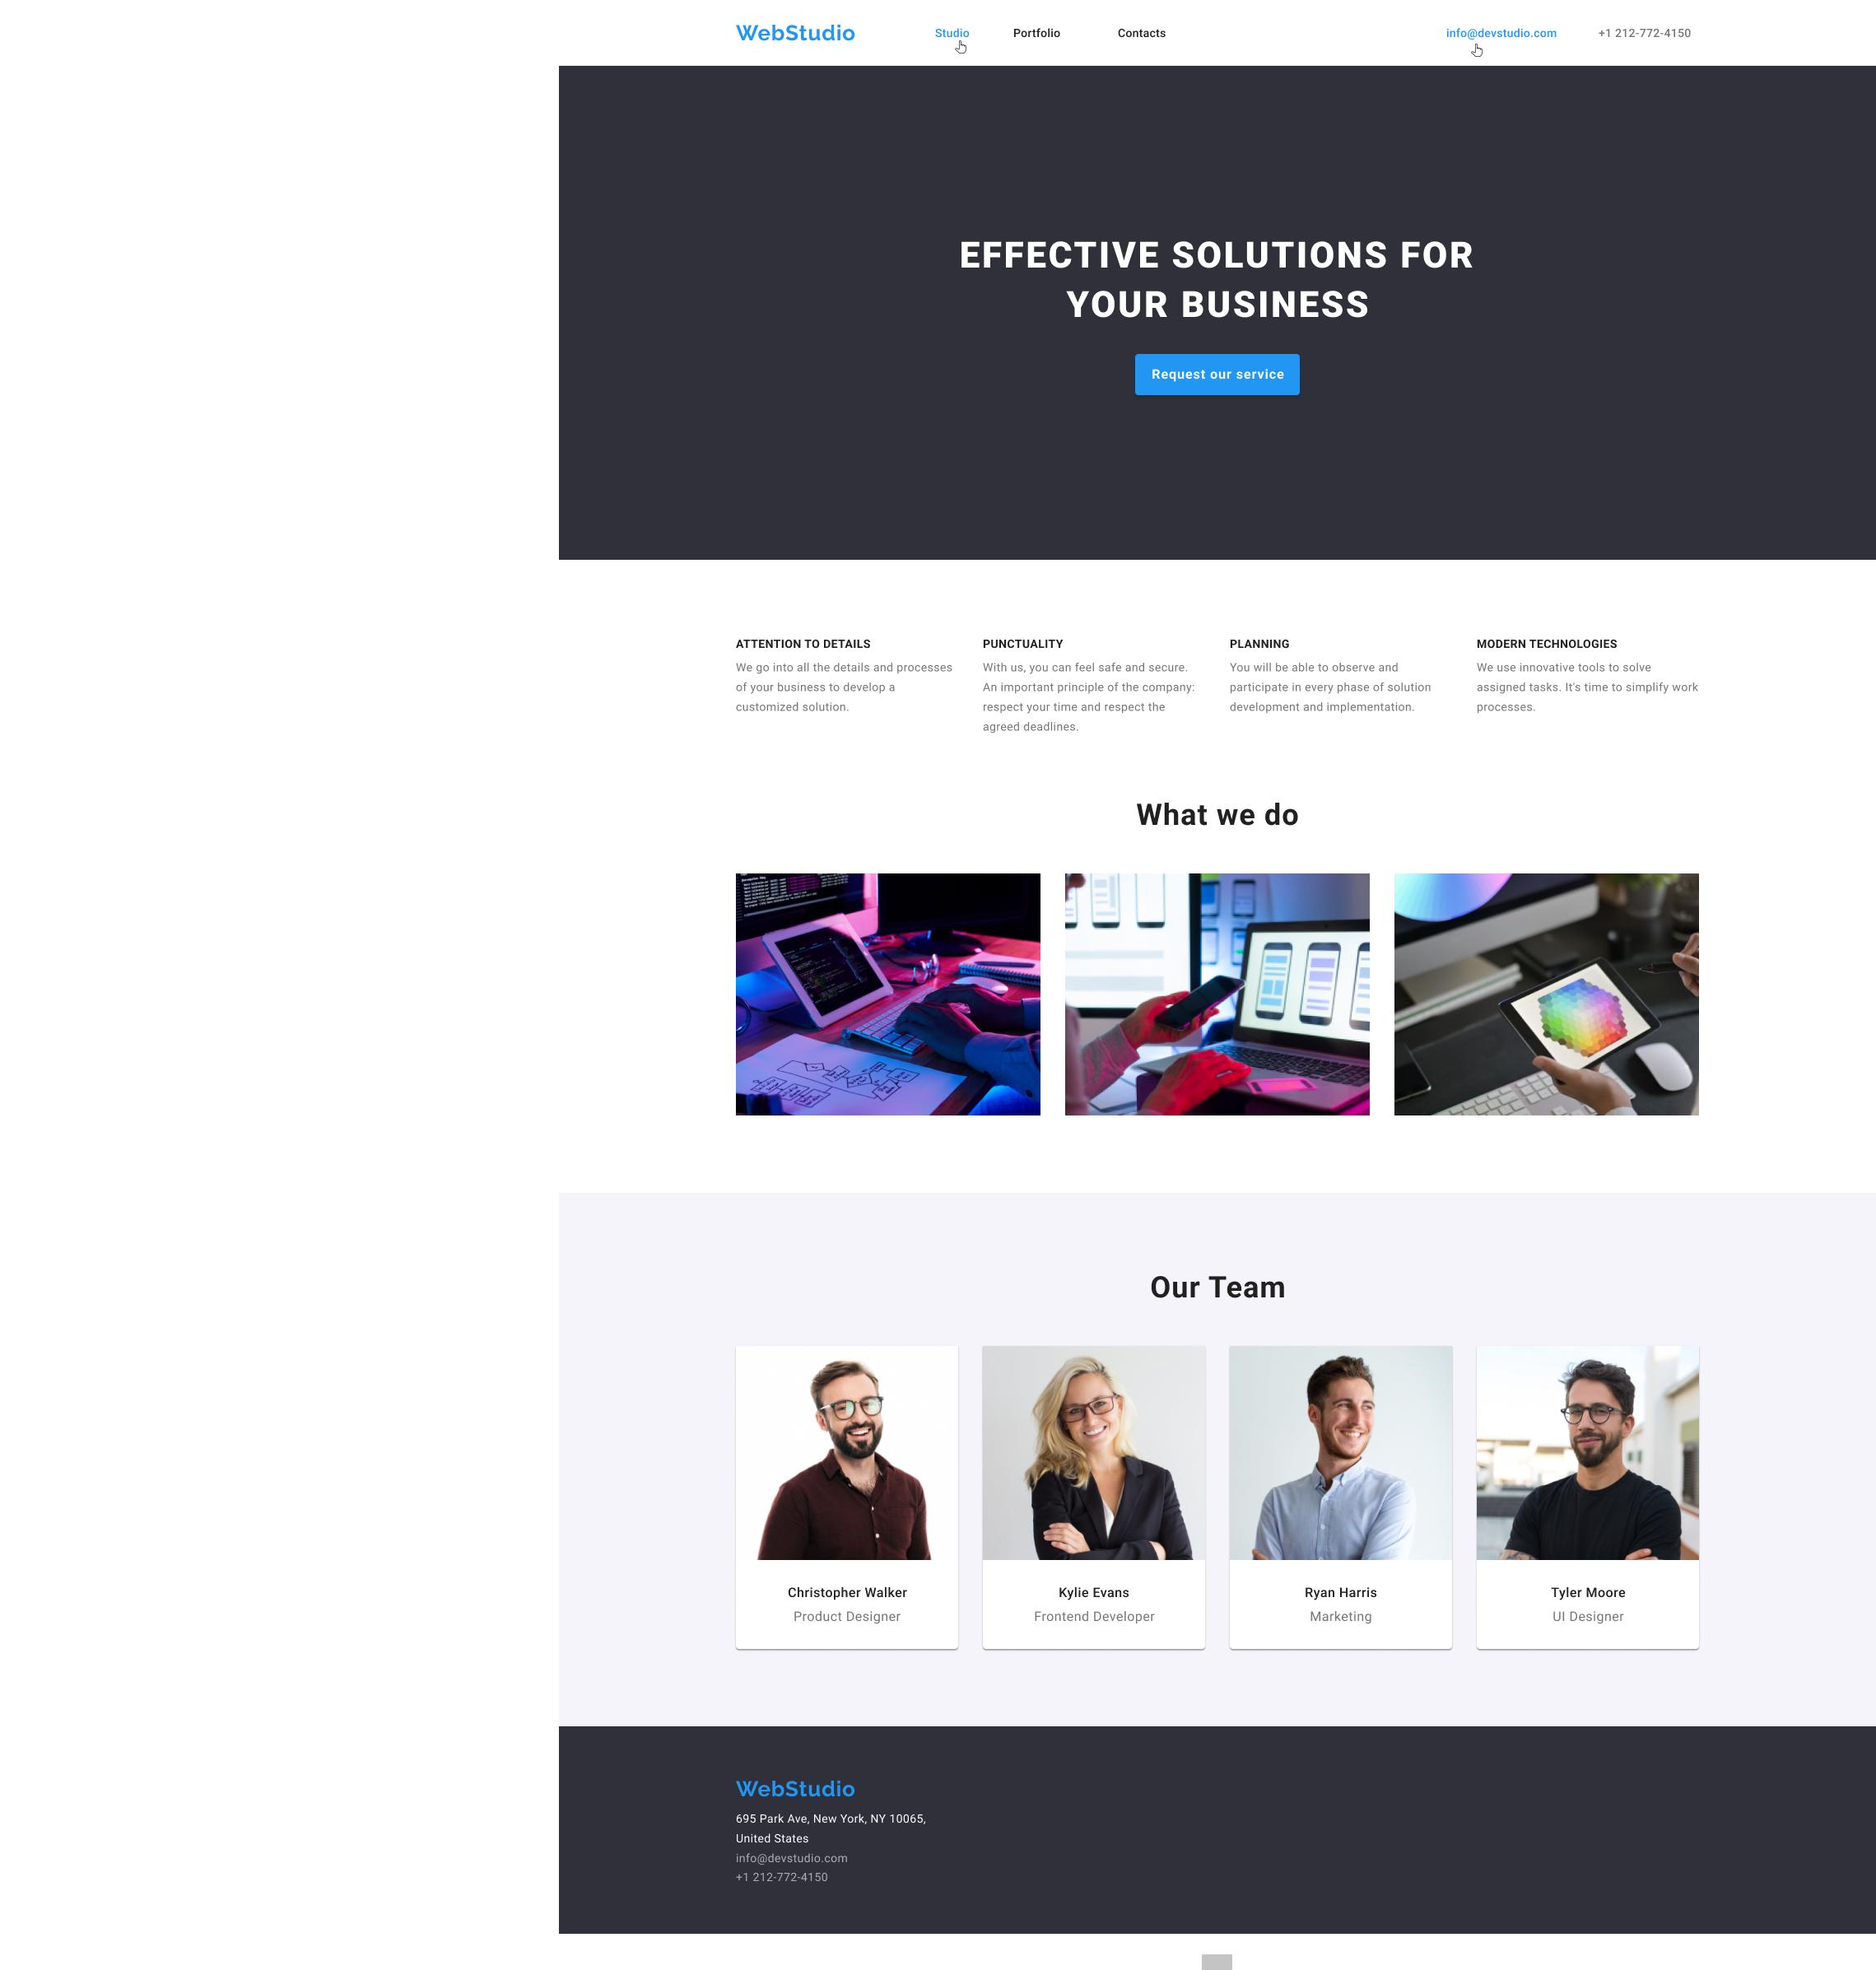 WebStudio Studio Portfolio Contacts info@devstudio.com +1 212-772-4150
EFFECTIVE SOLUTIONS FOR
YOUR BUSINESS
Request our service
ATTENTION TO DETAILS
We go into all the details and processes
of your business to develop a
customized solution.
PUNCTUALITY
With us, you can feel safe and secure.
An important principle of the company:
respect your time and respect the
agreed deadlines.
PLANNING
You will be able to observe and
participate in every phase of solution
development and implementation.
MODERN TECHNOLOGIES
We use innovative tools to solve
assigned tasks. It's time to simplify work
processes.
What we do
Our Team
Christopher Walker
Product Designer
Kylie Evans
Frontend Developer
Ryan Harris
Marketing
Tyler Moore
UI Designer
WebStudio
695 Park Ave, New York, NY 10065,
United States
info@devstudio.com
+1 212-772-4150